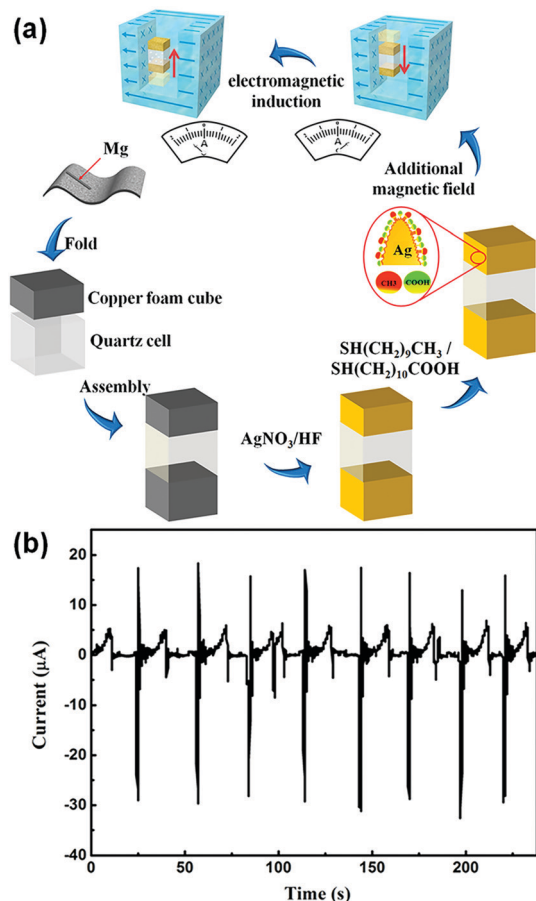 (a)
electromagnetic
induction
A
A
Mg
Additional
magnetic field
Fold
Ag
CH3
COOH
Copper foam cube
Quartz cell
SH(CH2)9CH3 /
SH(CH2)10COOH
Assembly
AgNO3/HF
(b)
20
10
0
-10
-20
-30
-40
Current (μA)
0
50
100
150
200
Time (s)